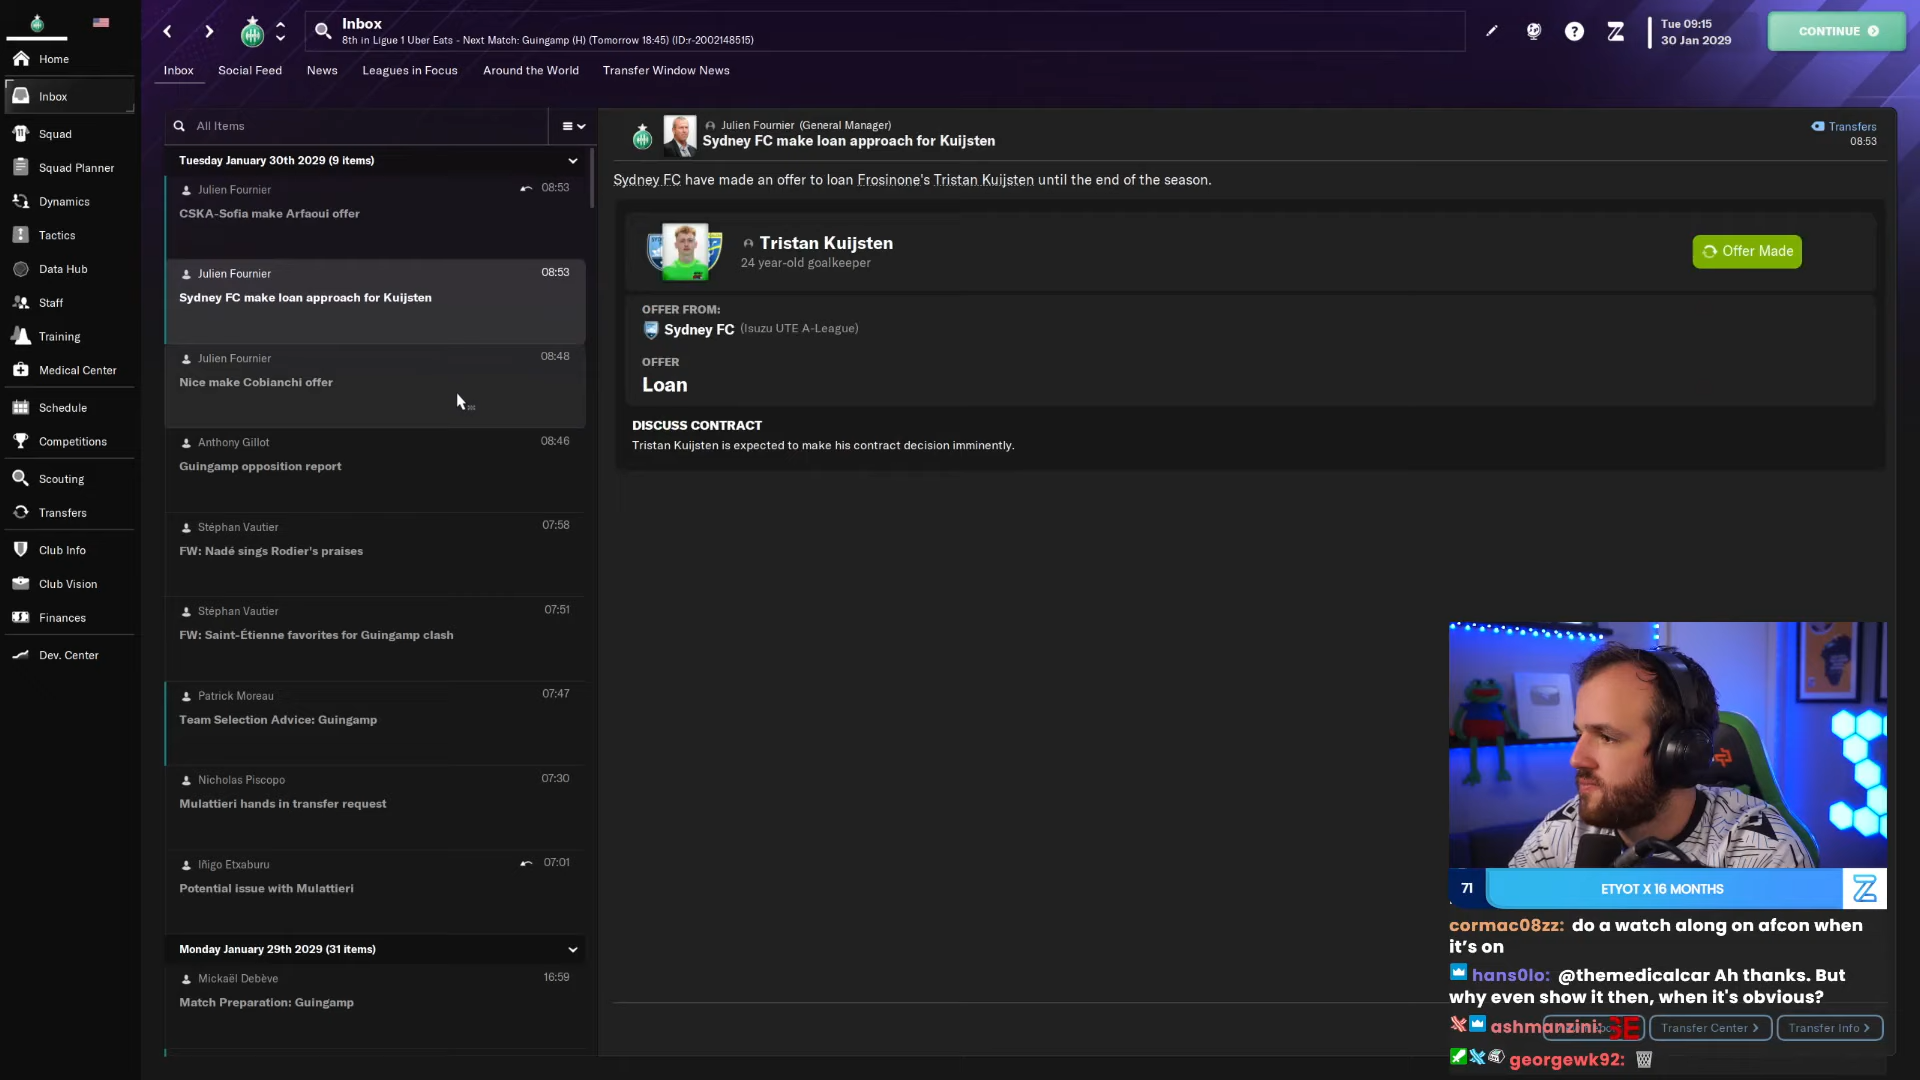 Inbox
8th in Ligue 1 Uber Eats - Next Match: Guingamp (H) (Tomorrow 18:45) (ID:r-2002148515)
Tue 09:15
30 Jan 2029
CONTINUE
Inbox
Social Feed
News
Leagues in Focus
Around the World
Transfer Window News
Home
Inbox
Squad
Squad Planner
Dynamics
Tactics
Data Hub
Staff
Training
Medical Center
Schedule
Competitions
Scouting
Transfers
Club Info
Club Vision
Finances
Dev. Center
All Items
Tuesday January 30th 2029 (9 items)
Julien Fournier 08:53
CSKA-Sofia make Arfaoui offer
Julien Fournier 08:53
Sydney FC make loan approach for Kuijsten
Julien Fournier 08:48
Nice make Cobianchi offer
Anthony Gillot 08:46
Guingamp opposition report
Stéphan Vautier 07:58
FW: Nadé sings Rodier's praises
Stéphan Vautier 07:51
FW: Saint-Étienne favorites for Guingamp clash
Patrick Moreau 07:47
Team Selection Advice: Guingamp
Nicholas Piscopo 07:30
Mulattieri hands in transfer request
Iñigo Etxaburu 07:01
Potential issue with Mulattieri
Monday January 29th 2029 (31 items)
Mickaël Debève 16:59
Match Preparation: Guingamp
Julien Fournier (General Manager)
Sydney FC make loan approach for Kuijsten
Transfers
08:53
Sydney FC have made an offer to loan Frosinone's Tristan Kuijsten until the end of the season.
Tristan Kuijsten
24 year-old goalkeeper
Offer Made
OFFER FROM:
Sydney FC (Isuzu UTE A-League)
OFFER
Loan
DISCUSS CONTRACT
Tristan Kuijsten is expected to make his contract decision imminently.
71
ETYOT X 16 MONTHS
cormac08zz: do a watch along on afcon when
it's on
hans0lo: @themedicalcar Ah thanks. But
why even show it then, when it's obvious?
ashmanzini:
Transfer Center >
Transfer Info >
georgewk92: